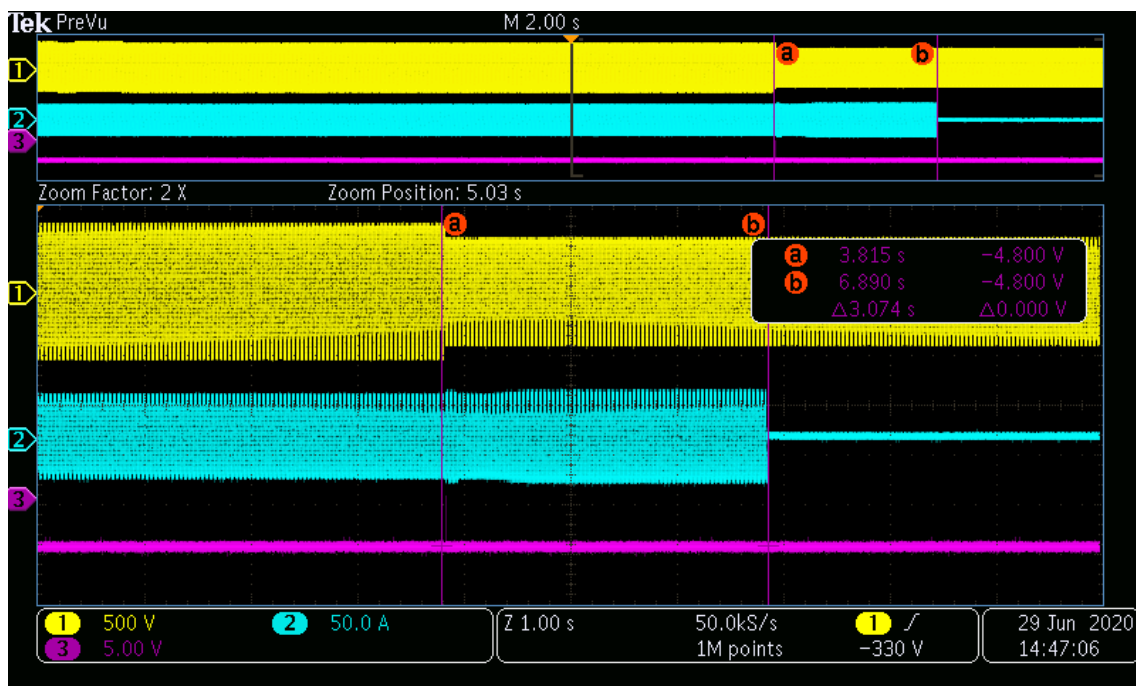 Tek PreVu M 2.00 s
1
a b
2
3
Zoom Factor: 2 X Zoom Position: 5.03 s
a b
a 3.815 s -4.800 V
b 6.890 s -4.800 V
△3.074 s △0.000 V
1
2
3
1 500 V 2 50.0 A Z 1.00 s 50.0kS/s 1 / 29 Jun 2020
3 5.00 V 1M points -330 V 14:47:06